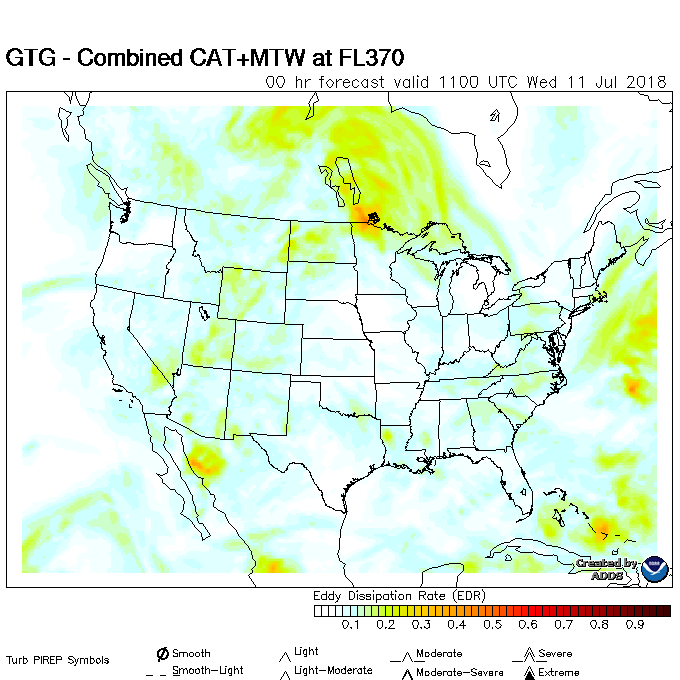 GTG - Combined CAT+MTW at FL370
00 hr forecast valid 1100 UTC Wed 11 Jul 2018
Created by
ADDS
Eddy Dissipation Rate (EDR)
0.1 0.2 0.3 0.4 0.5 0.6 0.7 0.8 0.9
Turb PIREP Symbols
Smooth Light Moderate Severe
Smooth-Light Light-Moderate Moderate-Severe Extreme